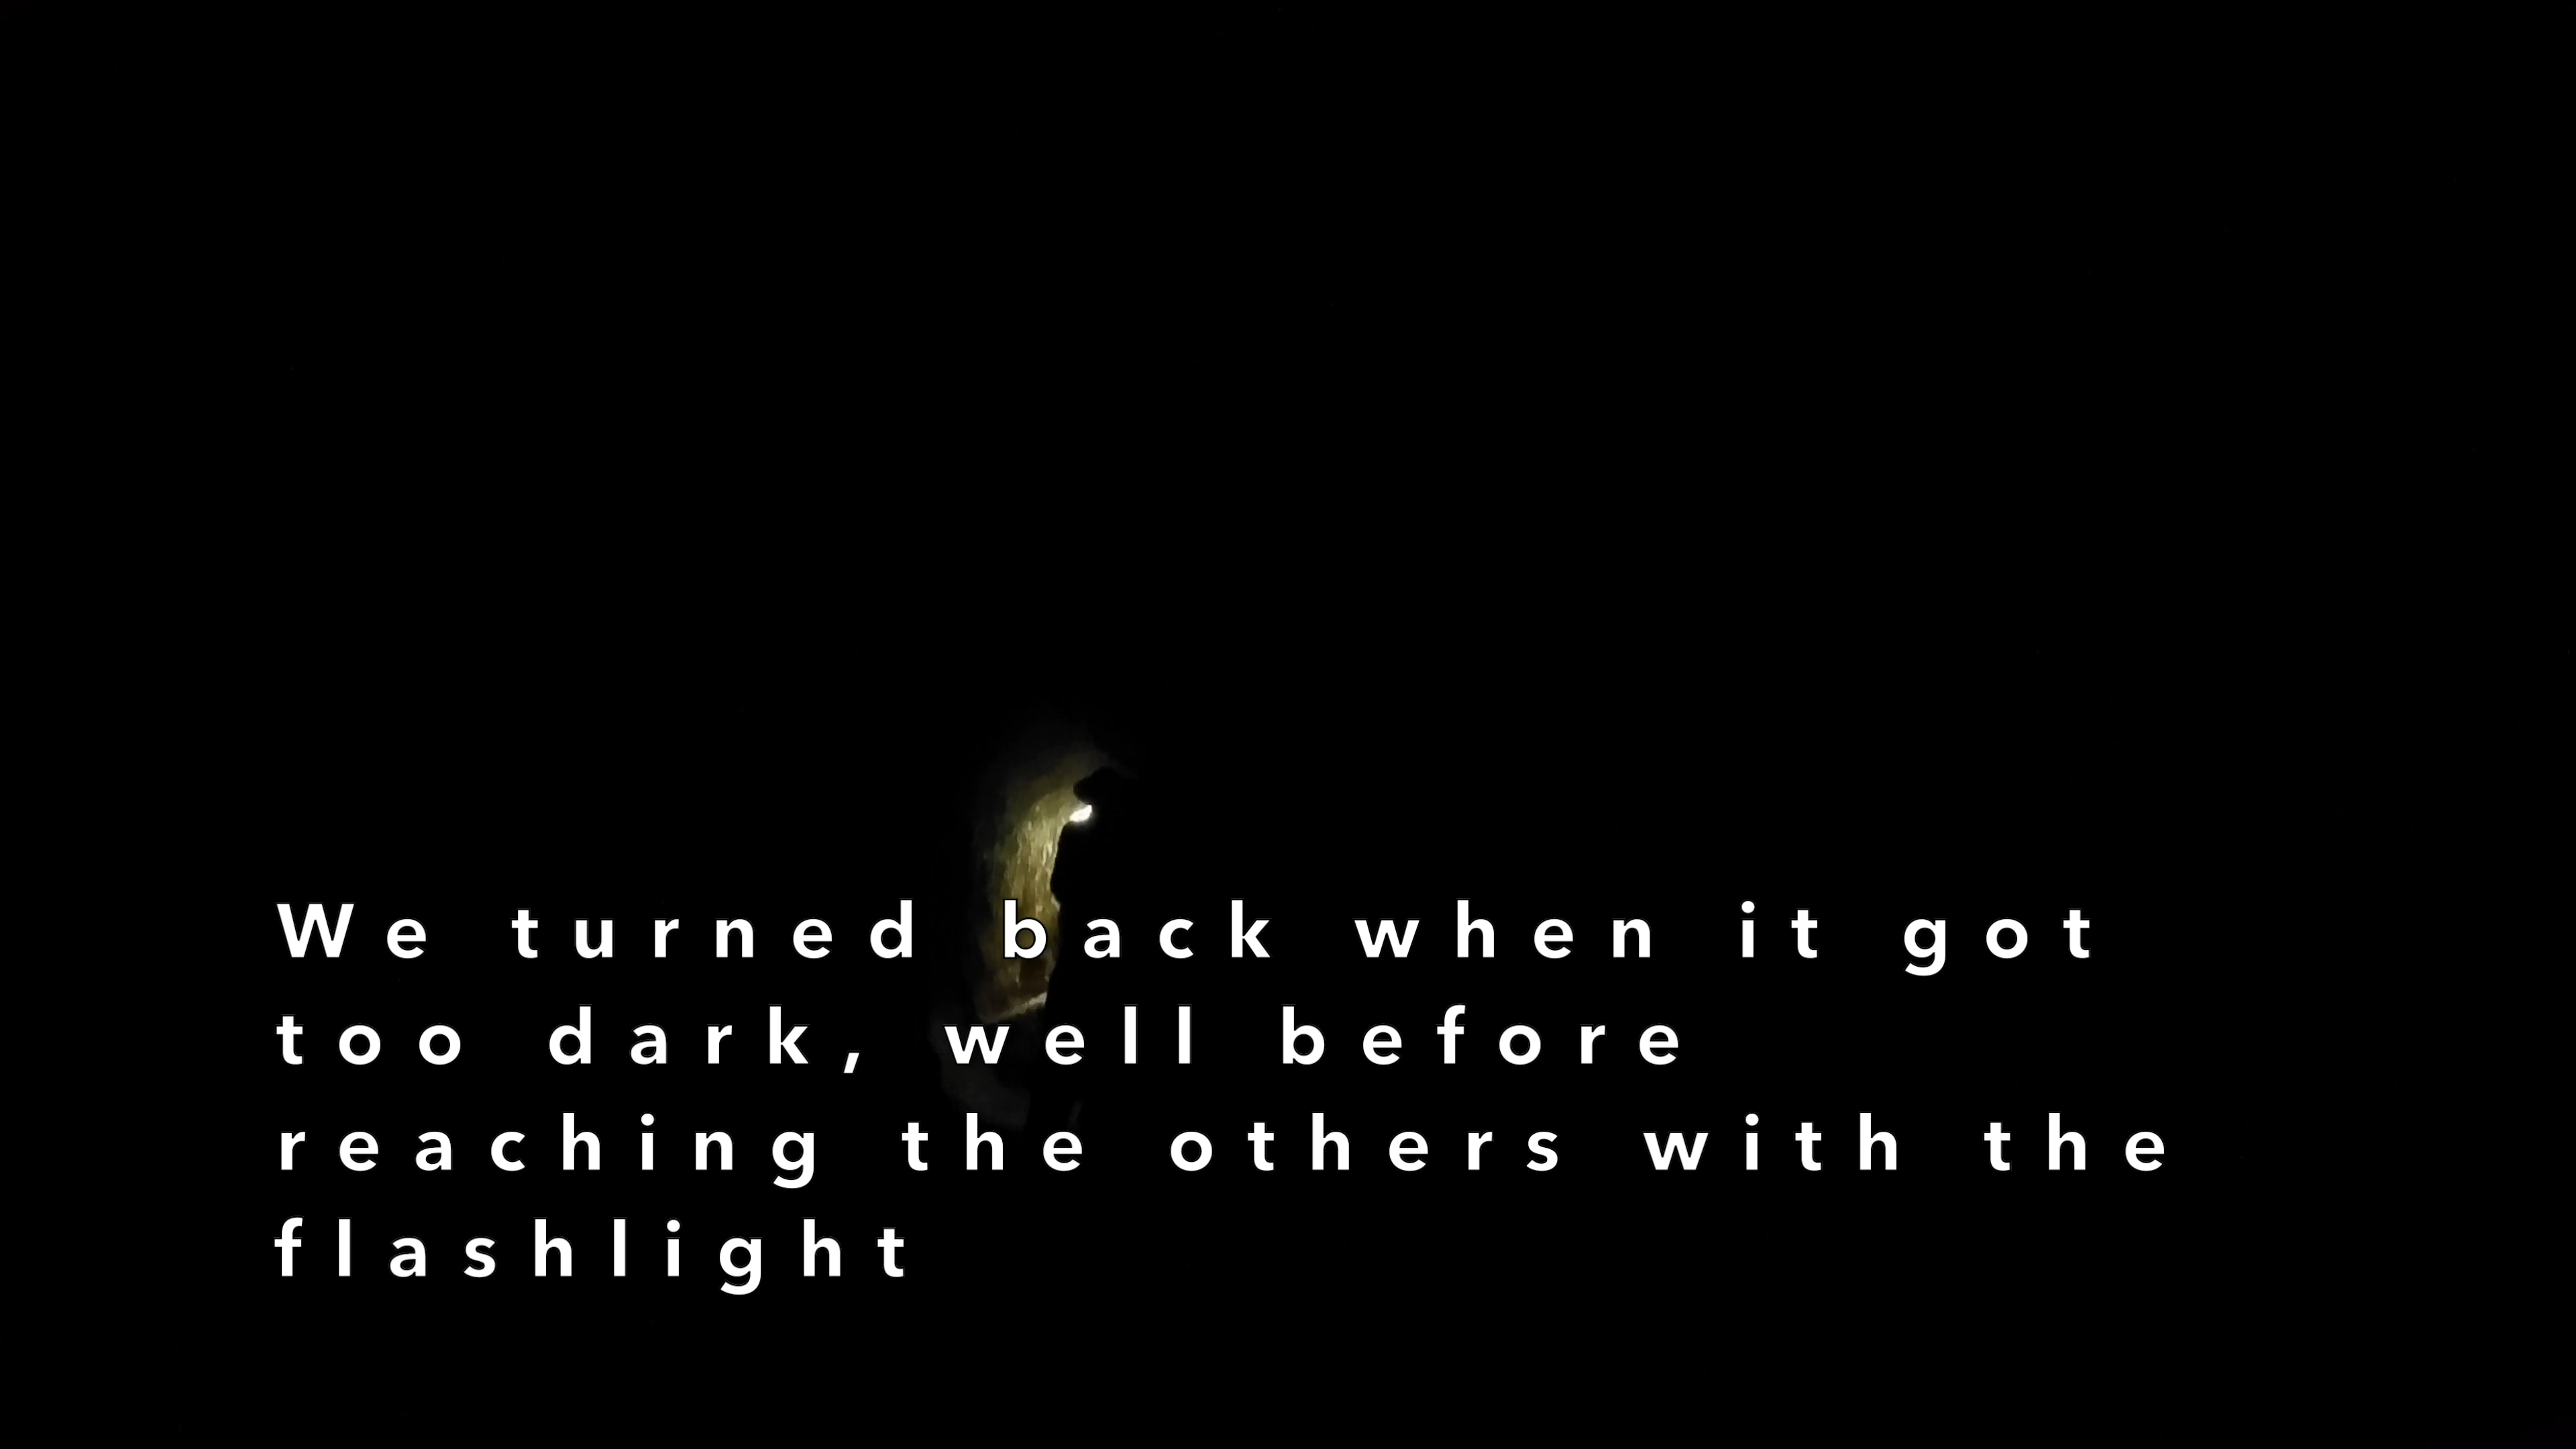 We turned back when it got
too dark, well before
reaching the others with the
flashlight